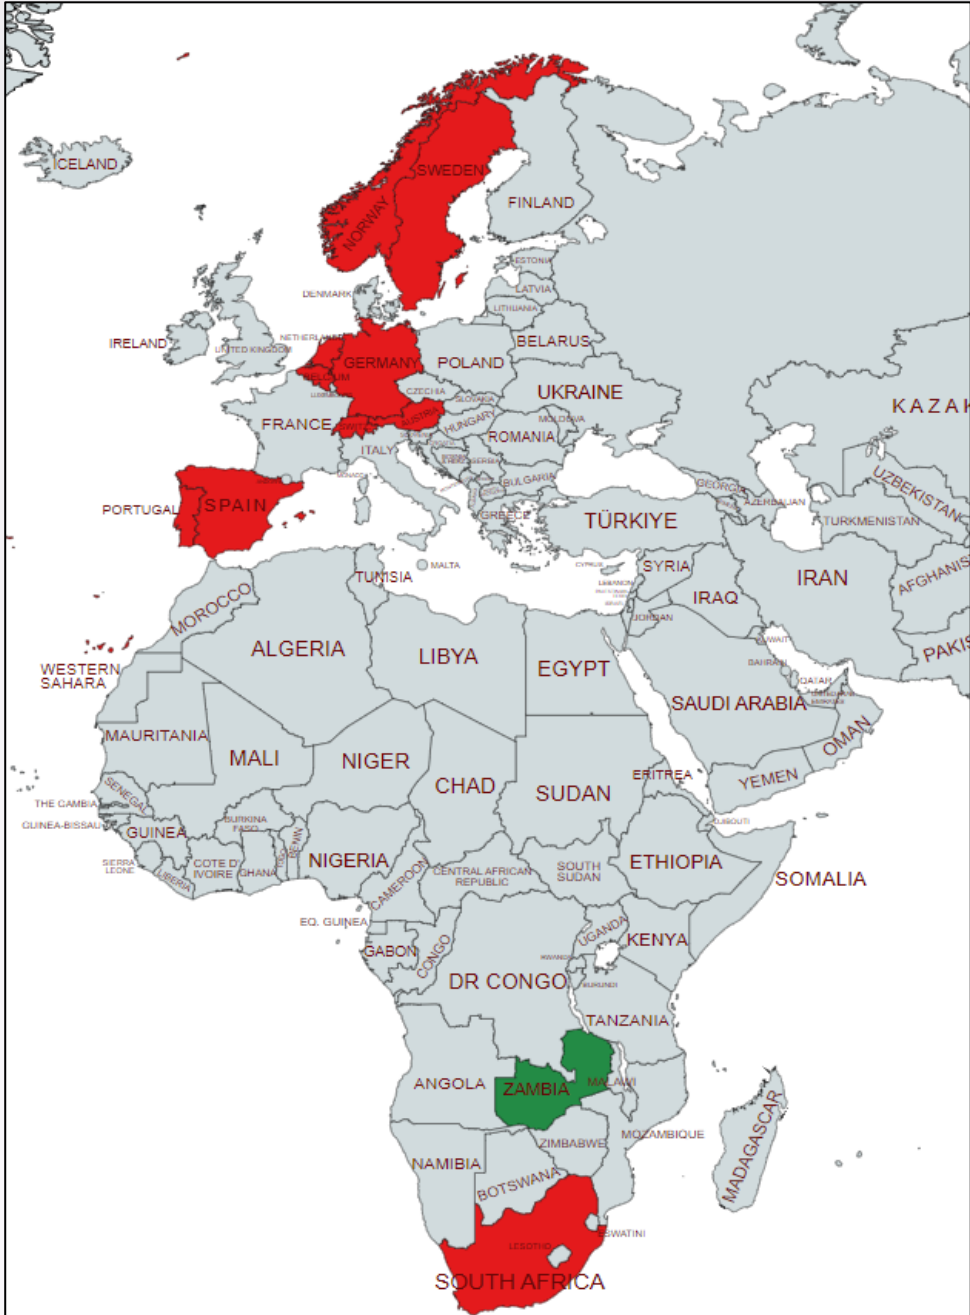 ICELAND
SWEDEN
NORWAY
FINLAND
ESTONIA
LATVIA
LITHUANIA
DENMARK
IRELAND
UNITED KINGDOM
BELGIUM
GERMANY
POLAND
BELARUS
UKRAINE
CZECHIA
SLOVAKIA
AUSTRIA
HUNGARY
MOLDOVA
ROMANIA
FRANCE
ITALY
SERBIA
BULGARIA
MONACO
PORTUGAL
SPAIN
GREECE
TÜRKIYE
GEORGIA
AZERBAIJAN
KAZAK
UZBEKISTAN
TURKMENISTAN
AFGHANIST
PAKIS
IRAN
MALTA
CYPRUS
SYRIA
LEBANON
IRAQ
JORDAN
KUWAIT
BAHRAIN
QATAR
SAUDI ARABIA
OMAN
YEMEN
TUNISIA
MOROCCO
ALGERIA
LIBYA
EGYPT
WESTERN
SAHARA
MAURITANIA
MALI
NIGER
CHAD
SUDAN
ERITREA
DJIBOUTI
SENEGAL
THE GAMBIA
GUINEA-BISSAU
GUINEA
SIERRA
LEONE
LIBERIA
COTE D'
IVOIRE
BURKINA
FASO
GHANA
TOGO
BENIN
NIGERIA
CAMEROON
CENTRAL AFRICAN
REPUBLIC
SOUTH
SUDAN
ETHIOPIA
SOMALIA
EQ. GUINEA
GABON
CONGO
DR CONGO
UGANDA
KENYA
RWANDA
BURUNDI
TANZANIA
ANGOLA
ZAMBIA
MALAWI
MOZAMBIQUE
ZIMBABWE
NAMIBIA
BOTSWANA
MADAGASCAR
ESWATINI
LESOTHO
SOUTH AFRICA